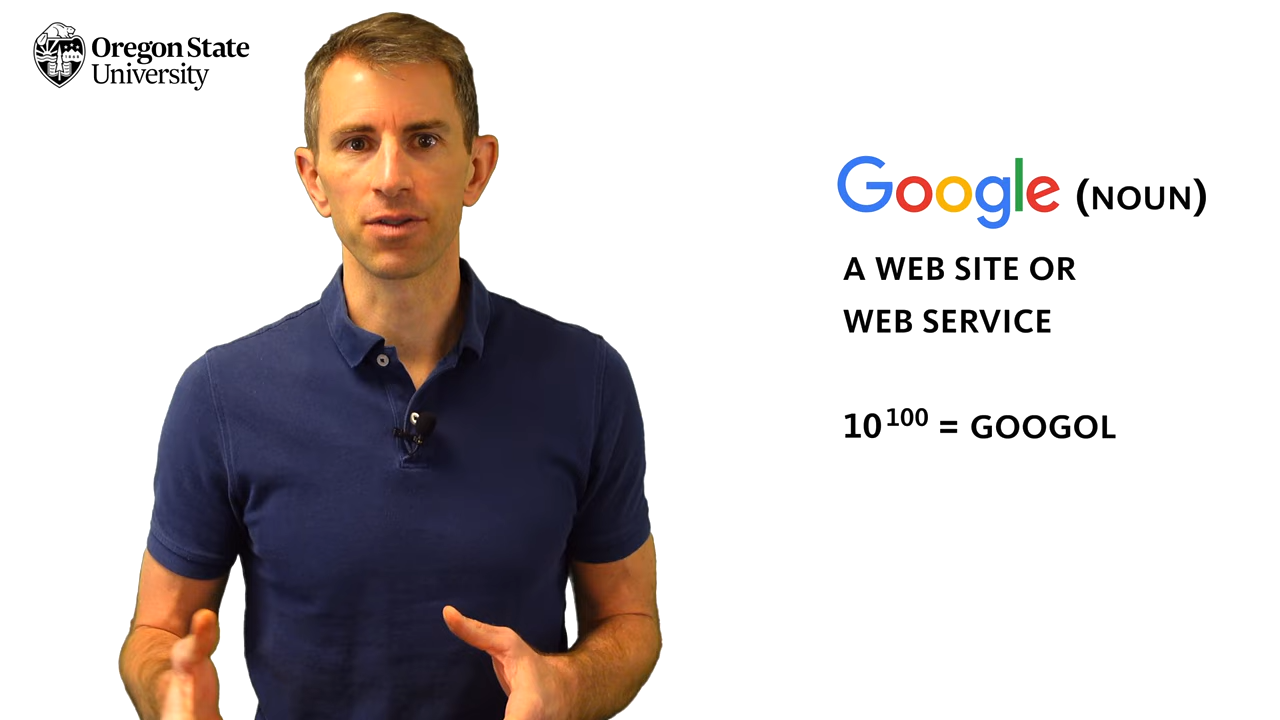 Oregon State
University
Google (NOUN)
A WEB SITE OR
WEB SERVICE
10¹⁰⁰ = GOOGOL